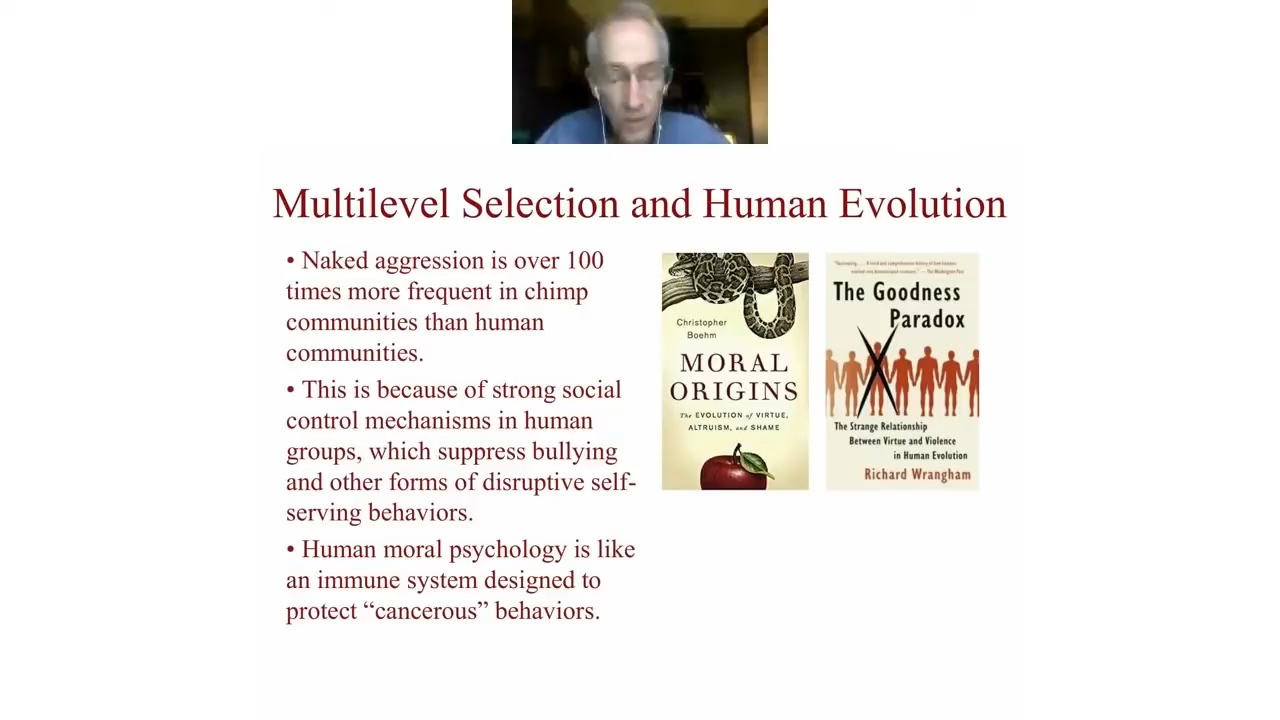 Multilevel Selection and Human Evolution
• Naked aggression is over 100
times more frequent in chimp
communities than human
communities.
• This is because of strong social
control mechanisms in human
groups, which suppress bullying
and other forms of disruptive self-
serving behaviors.
• Human moral psychology is like
an immune system designed to
protect “cancerous” behaviors.
Christopher
Boehm
MORAL
ORIGINS
The EVOLUTION of VIRTUE,
ALTRUISM, and SHAME
The Goodness
Paradox
The Strange Relationship
Between Virtue and Violence
in Human Evolution
Richard Wrangham